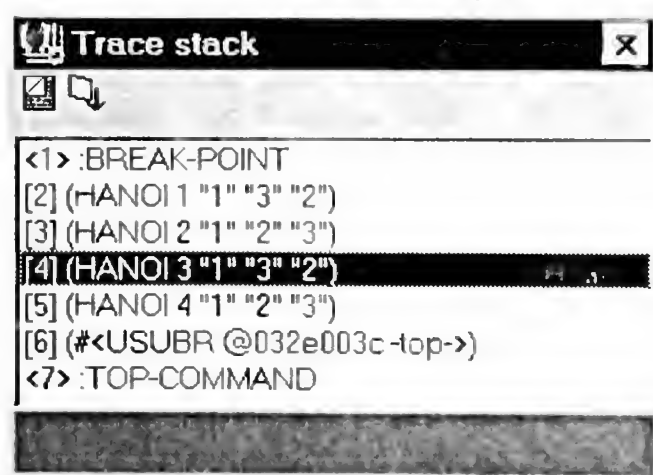 Trace stack
<1> :BREAK-POINT
[2] (HANOI 1 "1" "3" "2")
[3] (HANOI 2 "1" "2" "3")
[4] (HANOI 3 "1" "3" "2")
[5] (HANOI 4 "1" "2" "3")
[6] (#<USUBR @032e003c -top->)
<7> :TOP-COMMAND